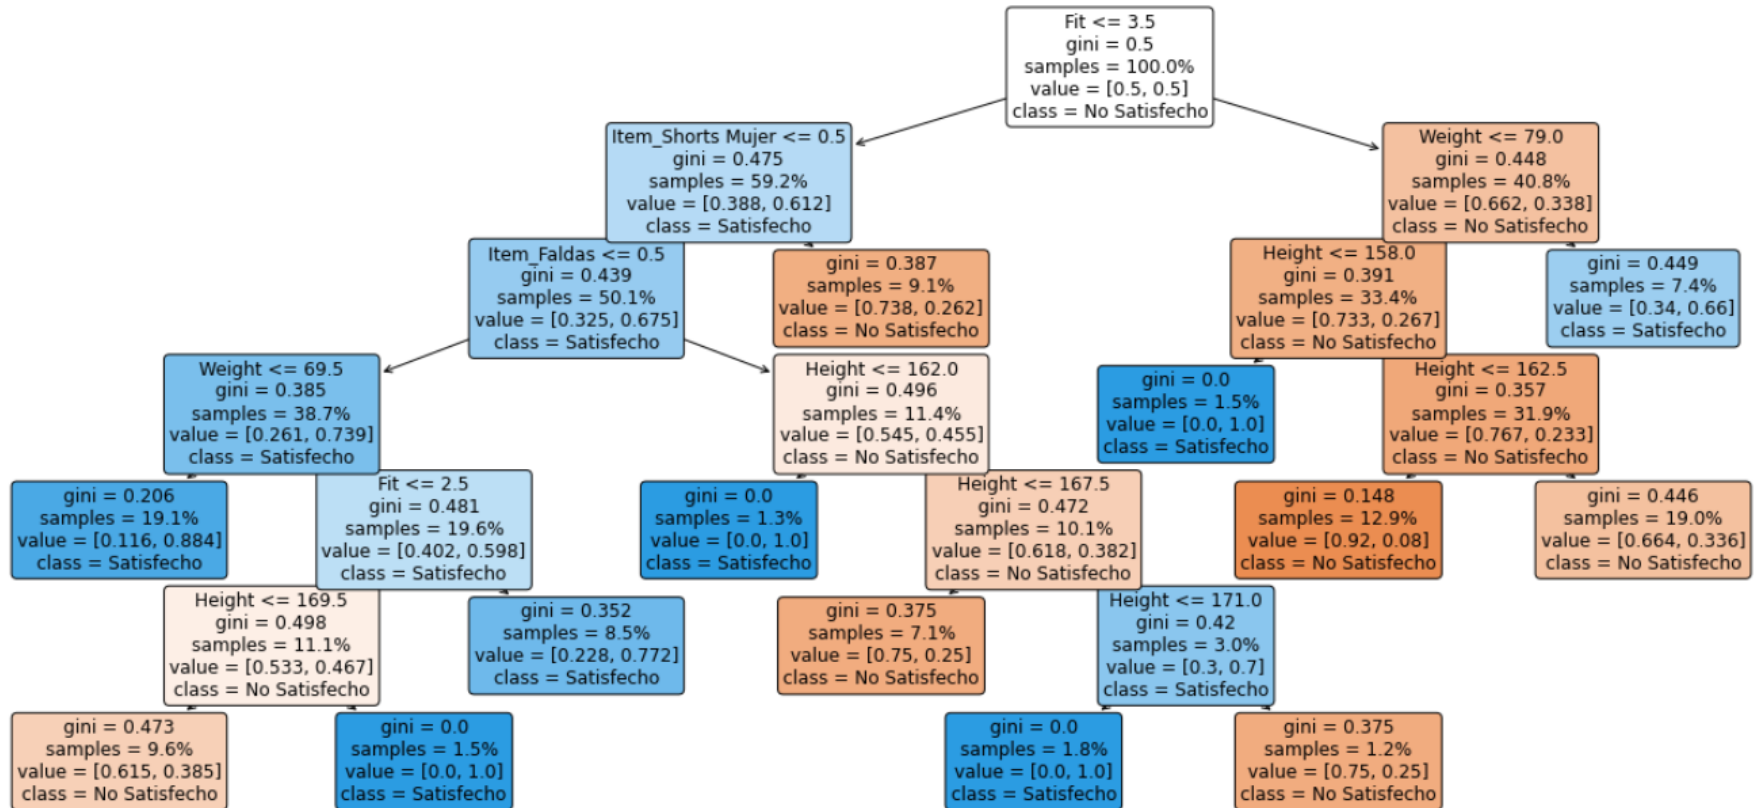 Fit <= 3.5
gini = 0.5
samples = 100.0%
value = [0.5, 0.5]
class = No Satisfecho
Item_Shorts Mujer <= 0.5
gini = 0.475
samples = 59.2%
value = [0.388, 0.612]
class = Satisfecho
Weight <= 79.0
gini = 0.448
samples = 40.8%
value = [0.662, 0.338]
class = No Satisfecho
Item_Faldas <= 0.5
gini = 0.439
samples = 50.1%
value = [0.325, 0.675]
class = Satisfecho
gini = 0.387
samples = 9.1%
value = [0.738, 0.262]
class = No Satisfecho
Height <= 158.0
gini = 0.391
samples = 33.4%
value = [0.733, 0.267]
class = No Satisfecho
gini = 0.449
samples = 7.4%
value = [0.34, 0.66]
class = Satisfecho
Weight <= 69.5
gini = 0.385
samples = 38.7%
value = [0.261, 0.739]
class = Satisfecho
Height <= 162.0
gini = 0.496
samples = 11.4%
value = [0.545, 0.455]
class = No Satisfecho
gini = 0.0
samples = 1.5%
value = [0.0, 1.0]
class = Satisfecho
Height <= 162.5
gini = 0.357
samples = 31.9%
value = [0.767, 0.233]
class = No Satisfecho
gini = 0.206
samples = 19.1%
value = [0.116, 0.884]
class = Satisfecho
Fit <= 2.5
gini = 0.481
samples = 19.6%
value = [0.402, 0.598]
class = Satisfecho
gini = 0.0
samples = 1.3%
value = [0.0, 1.0]
class = Satisfecho
Height <= 167.5
gini = 0.472
samples = 10.1%
value = [0.618, 0.382]
class = No Satisfecho
gini = 0.148
samples = 12.9%
value = [0.92, 0.08]
class = No Satisfecho
gini = 0.446
samples = 19.0%
value = [0.664, 0.336]
class = No Satisfecho
Height <= 169.5
gini = 0.498
samples = 11.1%
value = [0.533, 0.467]
class = No Satisfecho
gini = 0.352
samples = 8.5%
value = [0.228, 0.772]
class = Satisfecho
gini = 0.375
samples = 7.1%
value = [0.75, 0.25]
class = No Satisfecho
Height <= 171.0
gini = 0.42
samples = 3.0%
value = [0.3, 0.7]
class = Satisfecho
gini = 0.473
samples = 9.6%
value = [0.615, 0.385]
class = No Satisfecho
gini = 0.0
samples = 1.5%
value = [0.0, 1.0]
class = Satisfecho
gini = 0.0
samples = 1.8%
value = [0.0, 1.0]
class = Satisfecho
gini = 0.375
samples = 1.2%
value = [0.75, 0.25]
class = No Satisfecho